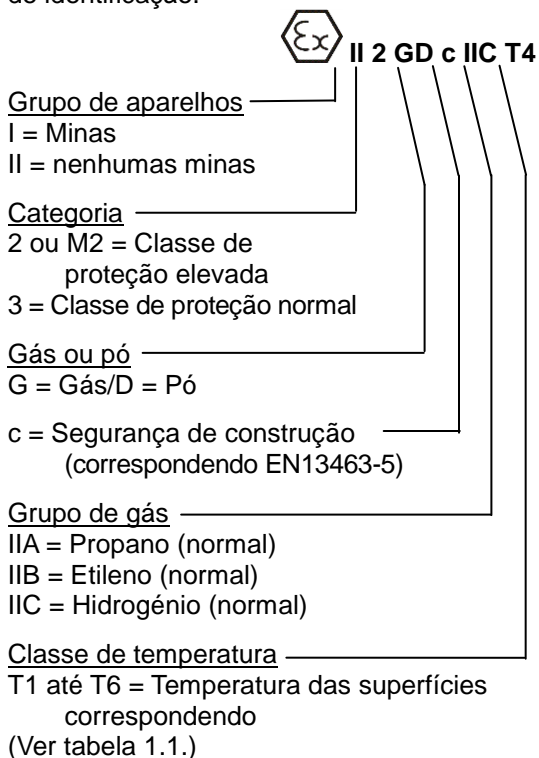 de identificação.
Ex II 2 GD c IIC T4
Grupo de aparelhos
I = Minas
II = nenhumas minas
Categoria
2 ou M2 = Classe de
proteção elevada
3 = Classe de proteção normal
Gás ou pó
G = Gás/D = Pó
c = Segurança de construção
(correspondendo EN13463-5)
Grupo de gás
IIA = Propano (normal)
IIB = Etileno (normal)
IIC = Hidrogénio (normal)
Classe de temperatura
T1 até T6 = Temperatura das superfícies
correspondendo
(Ver tabela 1.1.)